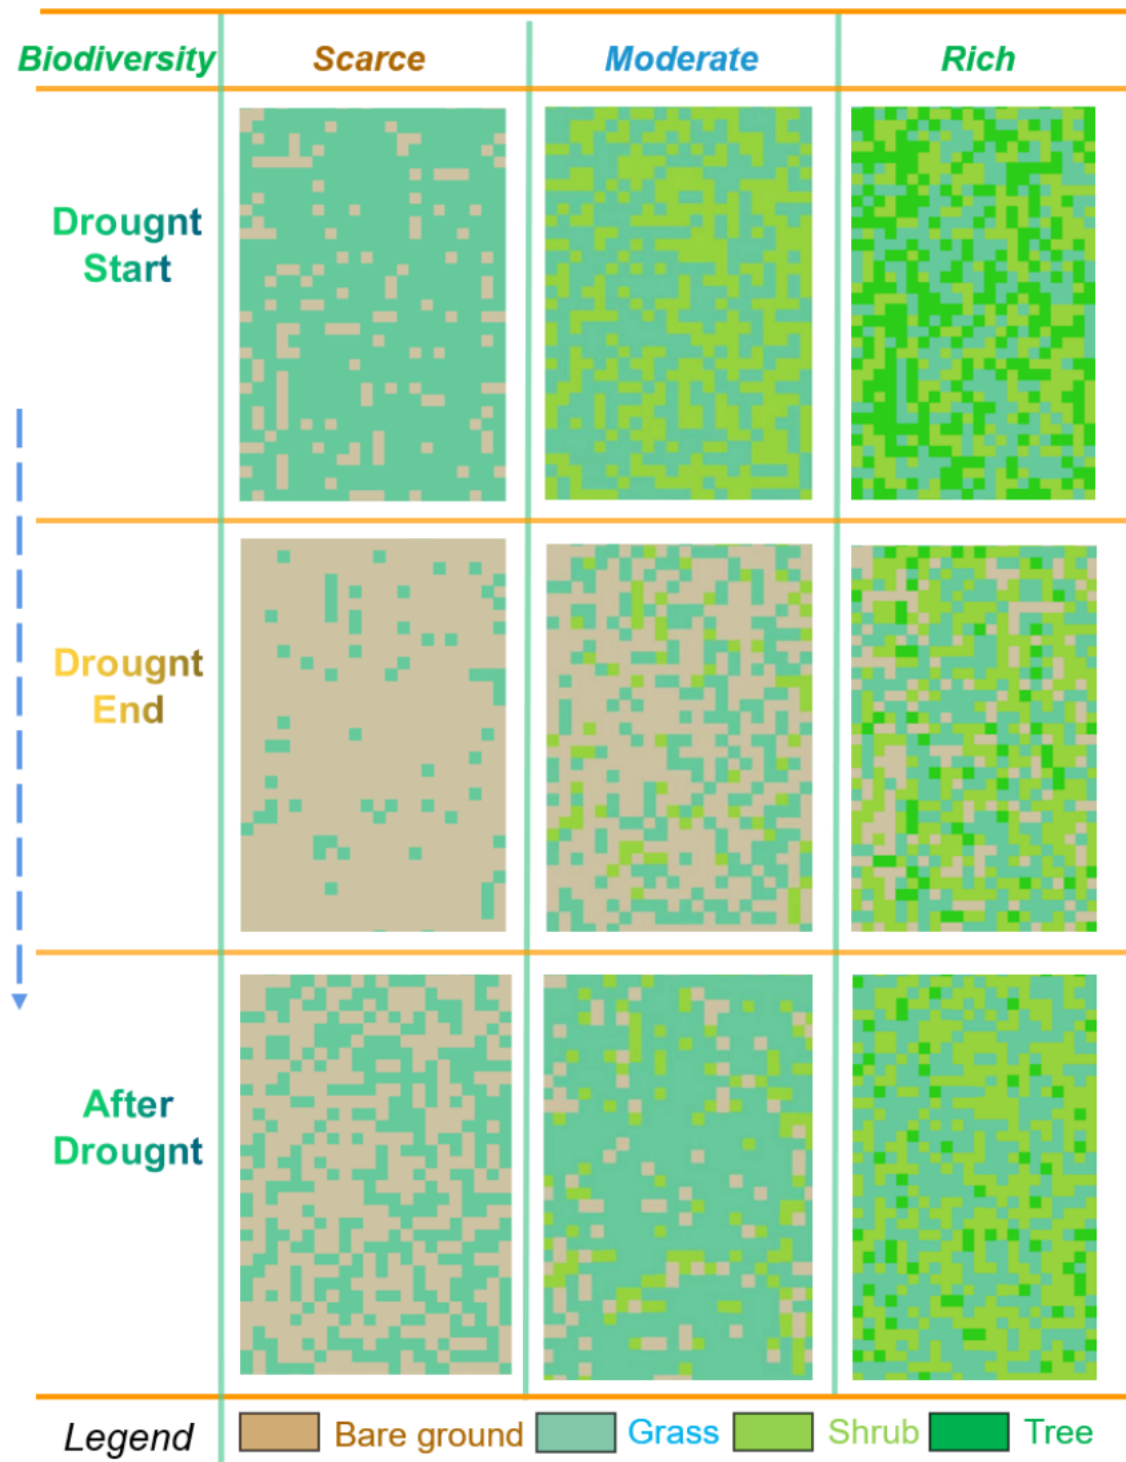 Biodiversity Scarce Moderate Rich
Drougnt
Start
Drougnt
End
After
Drougnt
Legend Bare ground Grass Shrub Tree